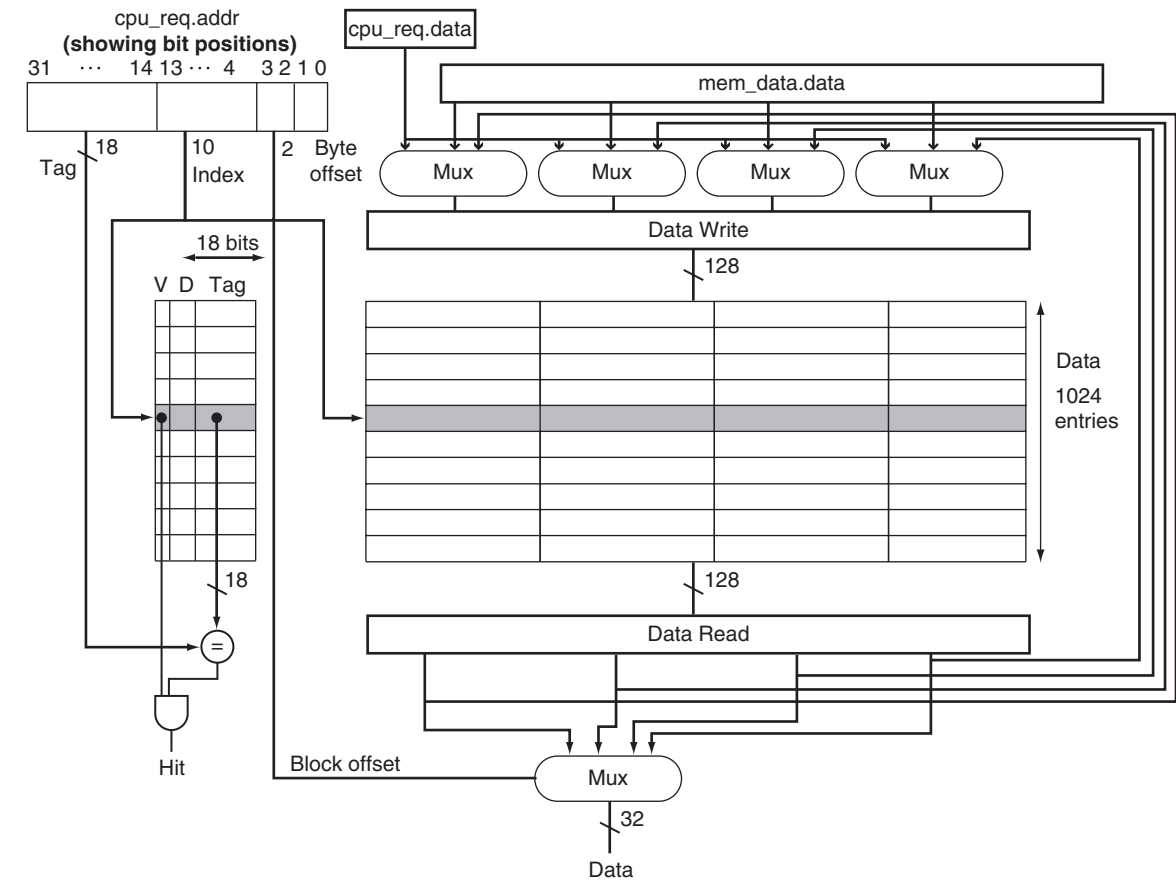 cpu_req.addr
(showing bit positions)
31 ··· 14 13 ··· 4 3 2 1 0
cpu_req.data
mem_data.data
Tag
18
10
Index
2
Byte
offset
Mux
Mux
Mux
Mux
Data Write
128
18 bits
V D Tag
Data
1024
entries
18
128
=
Data Read
Hit
Block offset
Mux
32
Data